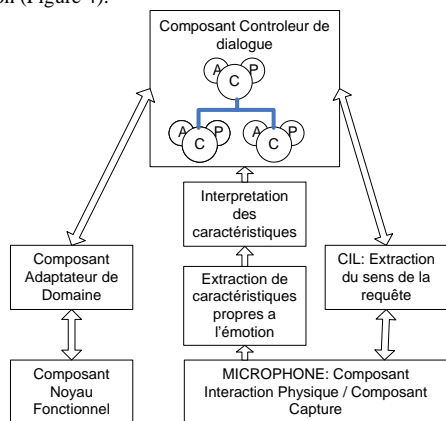 on (Figure 4).
Composant Controleur de
dialogue
A
P
C
A
P
C
A
P
C
Interpretation
des
caractéristiques
Composant
Adaptateur de
Domaine
Extraction de
caractéristiques
propres a
l'émotion
CIL: Extraction
du sens de la
requête
Composant
Noyau
Fonctionnel
MICROPHONE: Composant
Interaction Physique / Composant
Capture